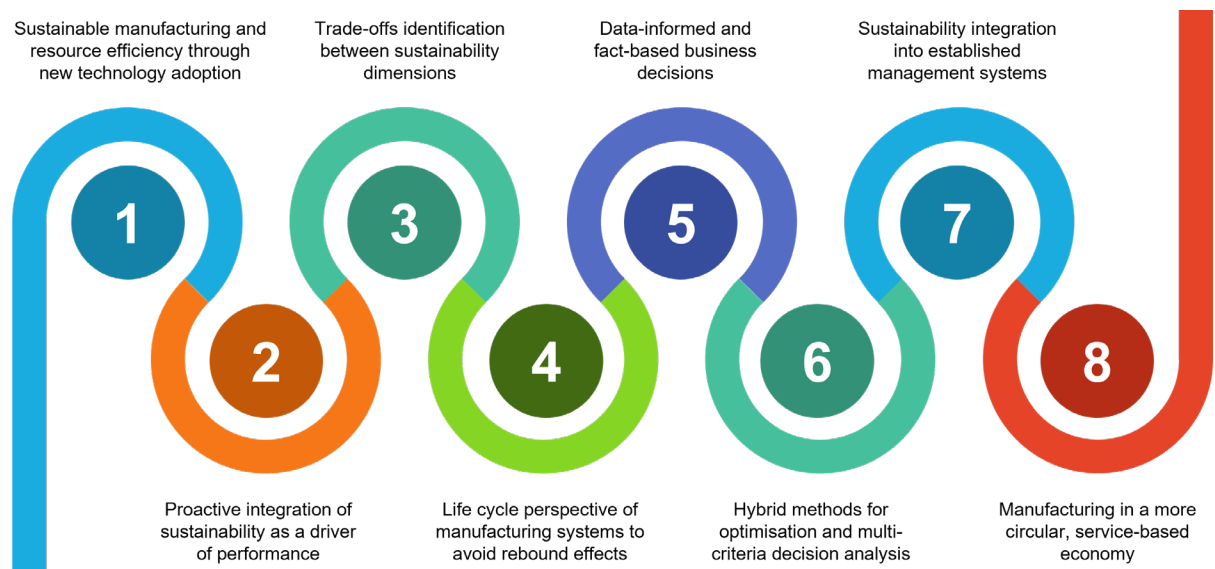 Sustainable manufacturing and
resource efficiency through
new technology adoption
Trade-offs identification
between sustainability
dimensions
Data-informed and
fact-based business
decisions
Sustainability integration
into established
management systems
1
3
5
7
2
4
6
8
Proactive integration of
sustainability as a driver
of performance
Life cycle perspective of
manufacturing systems to
avoid rebound effects
Hybrid methods for
optimisation and multi-
criteria decision analysis
Manufacturing in a more
circular, service-based
economy